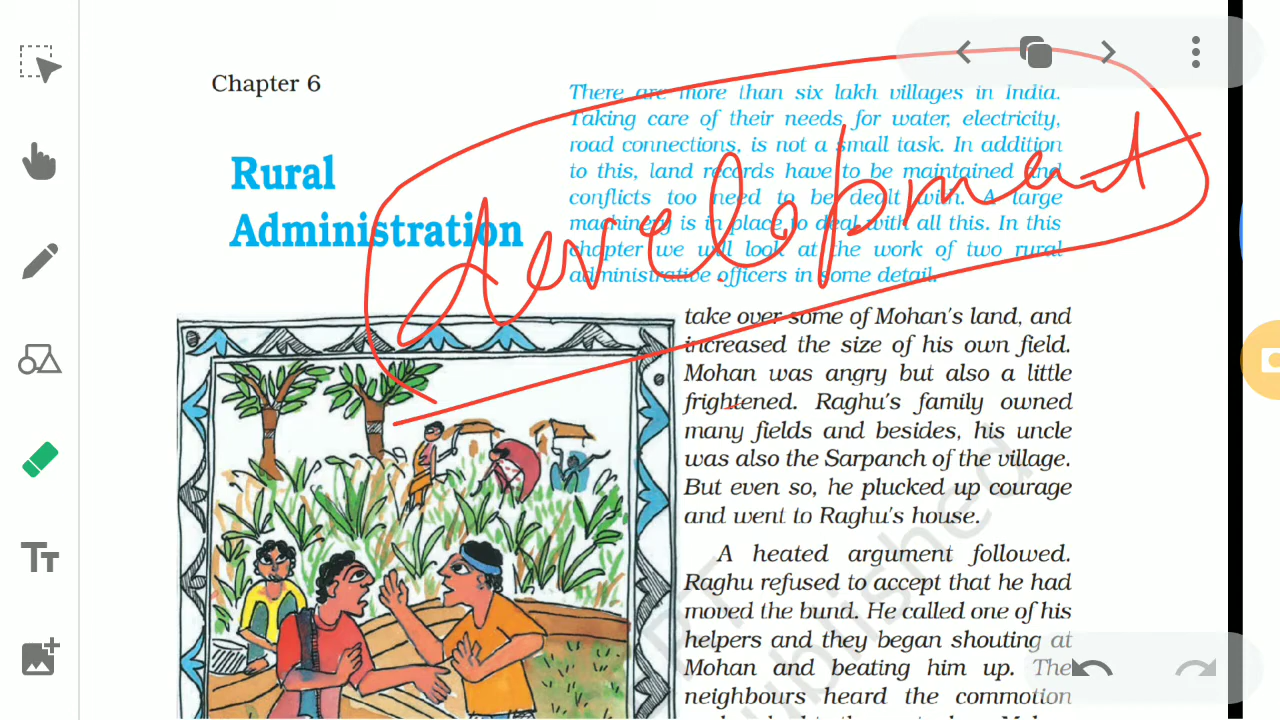 Chapter 6
Rural
Administration
There are more than six lakh villages in India.
Taking care of their needs for water, electricity,
road connections, is not a small task. In addition
to this, land records have to be maintained and
conflicts too need to be dealt with. A large
machinery is in place to deal with all this. In this
chapter we will look at the work of two rural
administrative officers in some detail.
development
take over some of Mohan's land, and
increased the size of his own field.
Mohan was angry but also a little
frightened. Raghu's family owned
many fields and besides, his uncle
was also the Sarpanch of the village.
But even so, he plucked up courage
and went to Raghu's house.
A heated argument followed.
Raghu refused to accept that he had
moved the bund. He called one of his
helpers and they began shouting at
Mohan and beating him up. The
neighbours heard the commotion
Tт